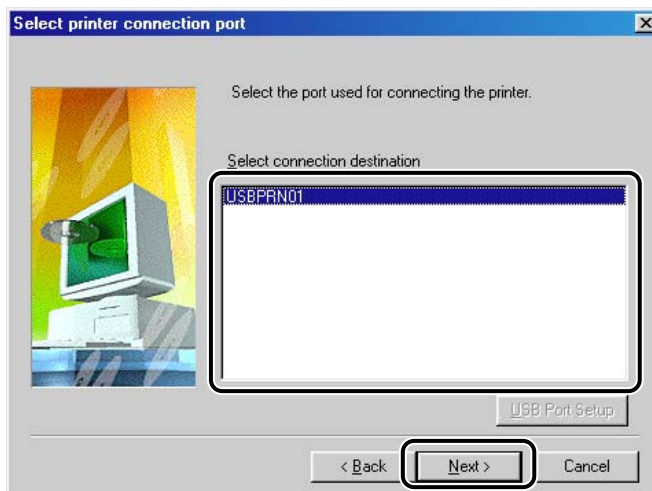 Select printer connection port
Select the port used for connecting the printer.
Select connection destination
USBPRN01
USB Port Setup
< Back
Next >
Cancel